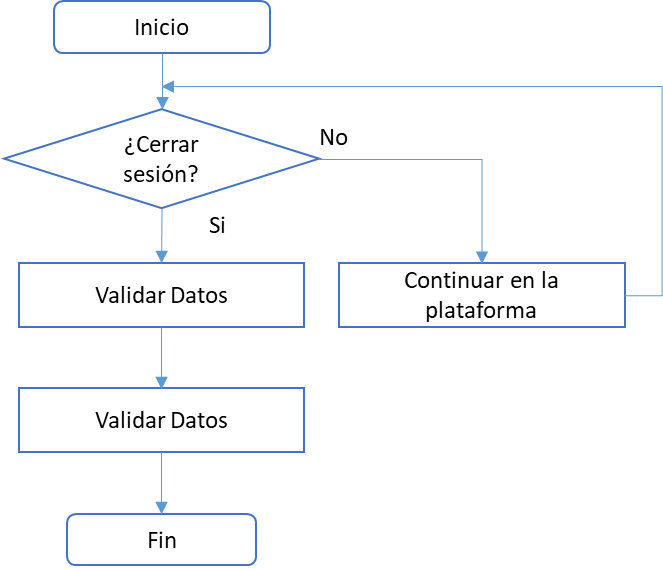 Inicio
¿Cerrar
sesión?
No
Si
Validar Datos
Continuar en la
plataforma
Validar Datos
Fin